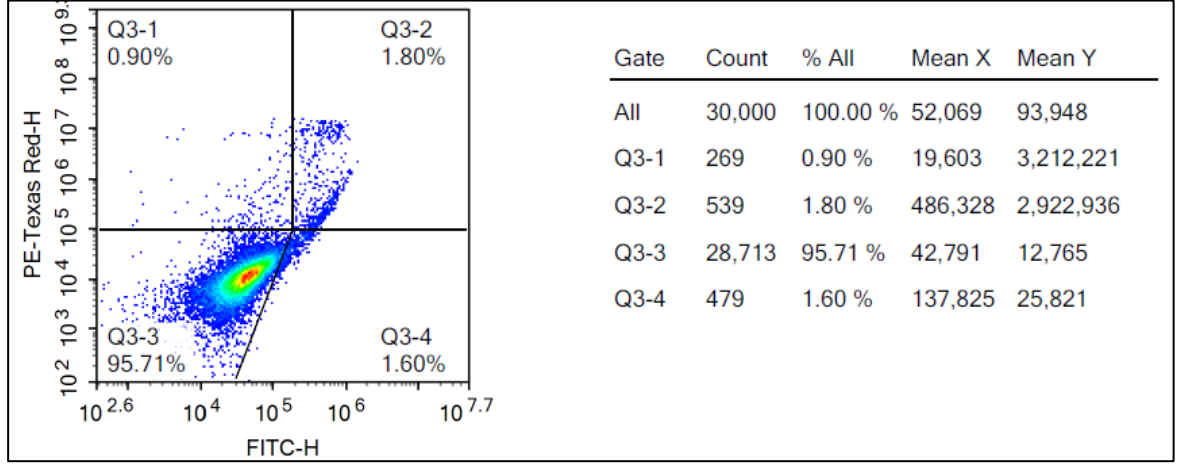 Q3-1
0.90%
Q3-2
1.80%
Q3-3
95.71%
Q3-4
1.60%
PE-Texas Red-H
10 2
10 3
10 4
10 5
10 6
10 7
10 8
10 2.6
10 4
10 5
10 6
10 7.7
FITC-H
Gate Count % All Mean X Mean Y
All 30,000 100.00 % 52,069 93,948
Q3-1 269 0.90 % 19,603 3,212,221
Q3-2 539 1.80 % 486,328 2,922,936
Q3-3 28,713 95.71 % 42,791 12,765
Q3-4 479 1.60 % 137,825 25,821